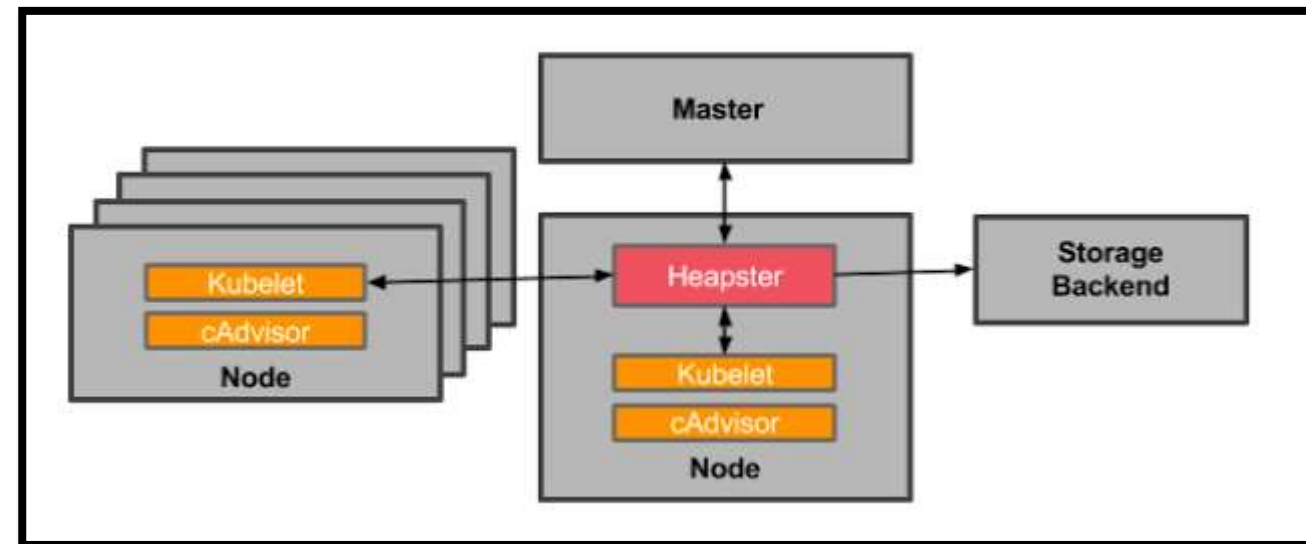 Master
Kubelet
cAdvisor
Node
Heapster
Kubelet
cAdvisor
Node
Storage
Backend